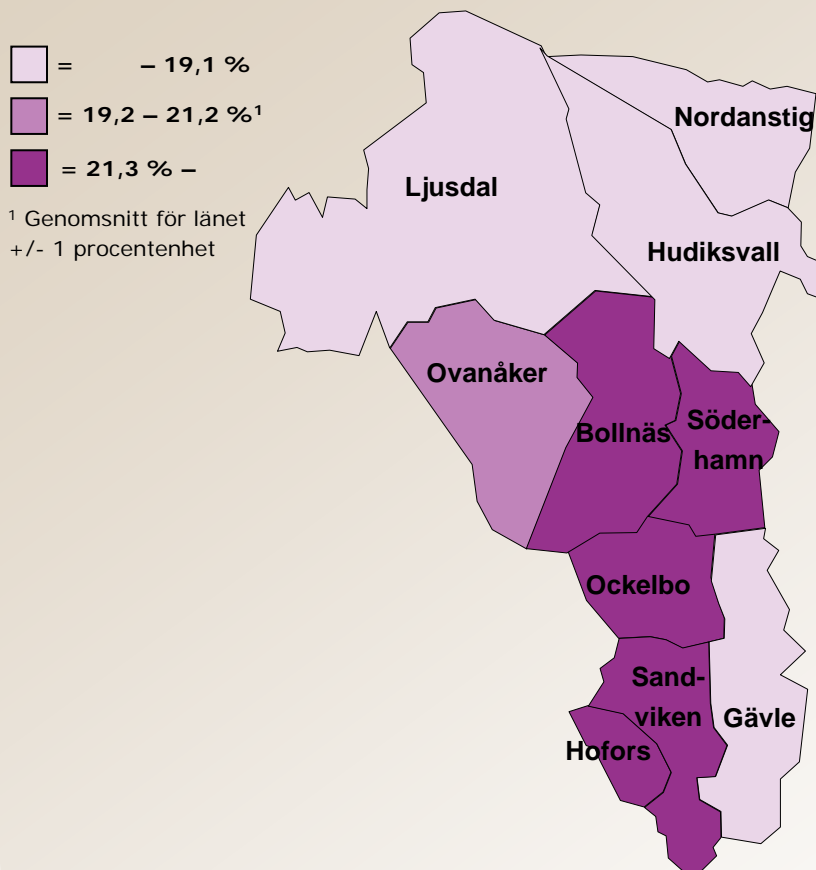 = – 19,1 %
= 19,2 – 21,2 %¹
= 21,3 % –
¹ Genomsnitt för länet
+/- 1 procentenhet
Nordanstig
Ljusdal
Hudiksvall
Ovanåker
Bollnäs
Söder-
hamn
Ockelbo
Sand-
viken
Gävle
Hofors